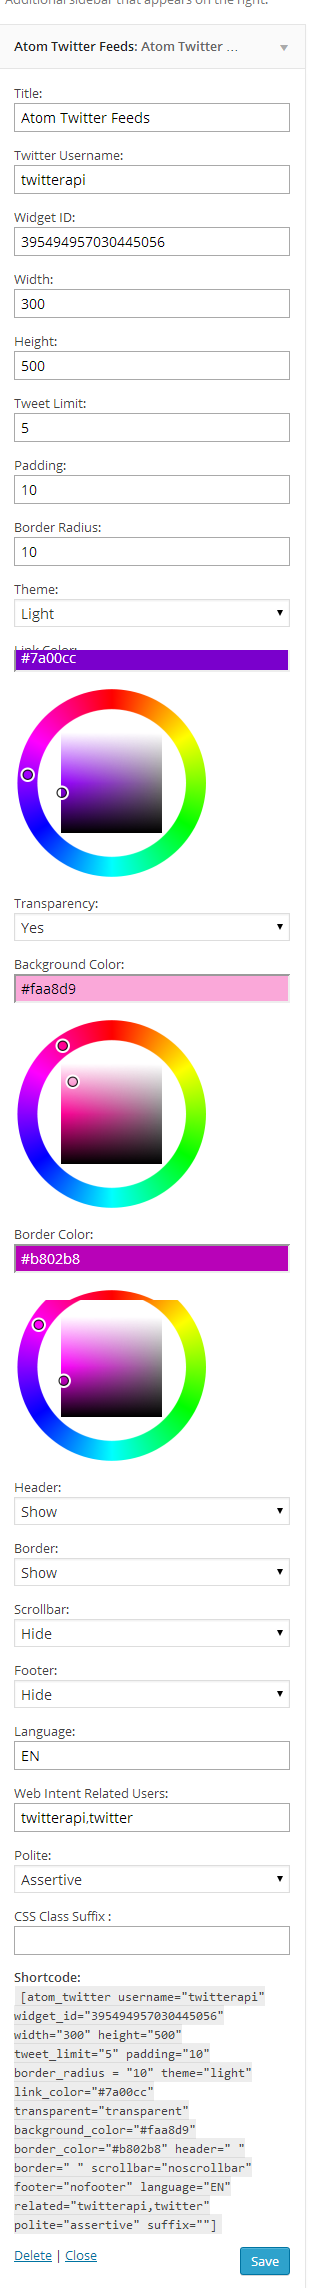 Additional sidebar that appears on the right.
Atom Twitter Feeds: Atom Twitter ...
Title:
Atom Twitter Feeds
Twitter Username:
twitterapi
Widget ID:
395494957030445056
Width:
300
Height:
500
Tweet Limit:
5
Padding:
10
Border Radius:
10
Theme:
Light
Link Color:
#7a00cc
Transparency:
Yes
Background Color:
#faa8d9
Border Color:
#b802b8
Header:
Show
Border:
Show
Scrollbar:
Hide
Footer:
Hide
Language:
EN
Web Intent Related Users:
twitterapi,twitter
Polite:
Assertive
CSS Class Suffix :
Shortcode:
[atom_twitter username="twitterapi"
widget_id="395494957030445056"
width="300" height="500"
tweet_limit="5" padding="10"
border_radius = "10" theme="light"
link_color="#7a00cc"
transparent="transparent"
background_color="#faa8d9"
border_color="#b802b8" header=" "
border=" " scrollbar="noscrollbar"
footer="nofooter" language="EN"
related="twitterapi,twitter"
polite="assertive" suffix=""]
Delete | Close
Save